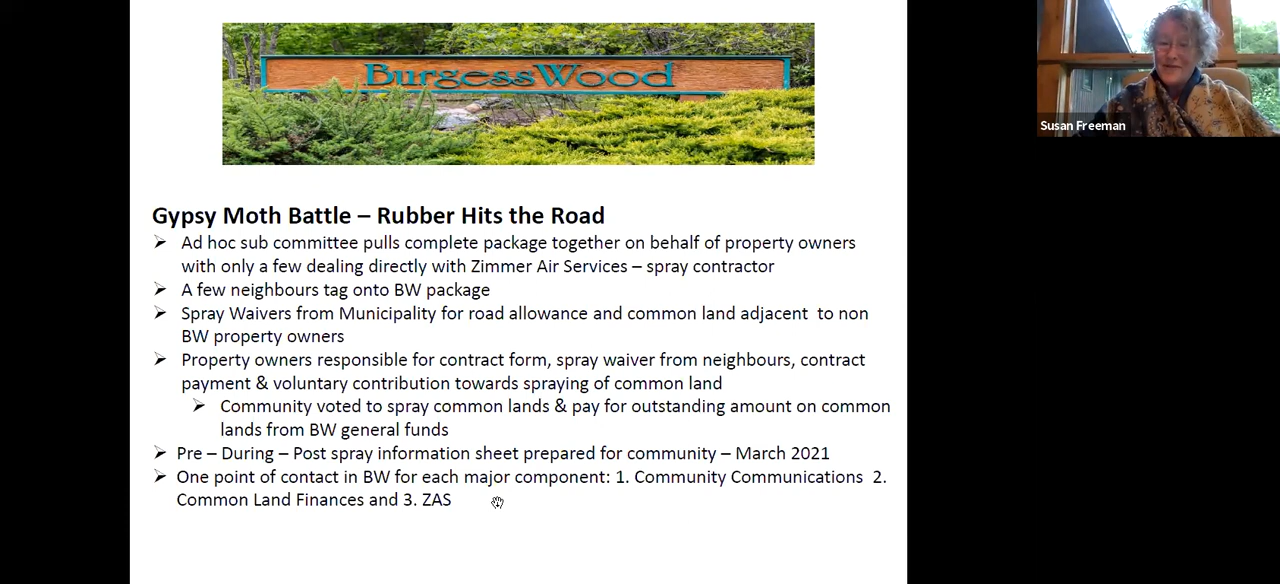 BurgessWood
Susan Freeman
Gypsy Moth Battle – Rubber Hits the Road
➢ Ad hoc sub committee pulls complete package together on behalf of property owners
with only a few dealing directly with Zimmer Air Services – spray contractor
➢ A few neighbours tag onto BW package
➢ Spray Waivers from Municipality for road allowance and common land adjacent to non
BW property owners
➢ Property owners responsible for contract form, spray waiver from neighbours, contract
payment & voluntary contribution towards spraying of common land
➢ Community voted to spray common lands & pay for outstanding amount on common
lands from BW general funds
➢ Pre – During – Post spray information sheet prepared for community – March 2021
➢ One point of contact in BW for each major component: 1. Community Communications 2.
Common Land Finances and 3. ZAS